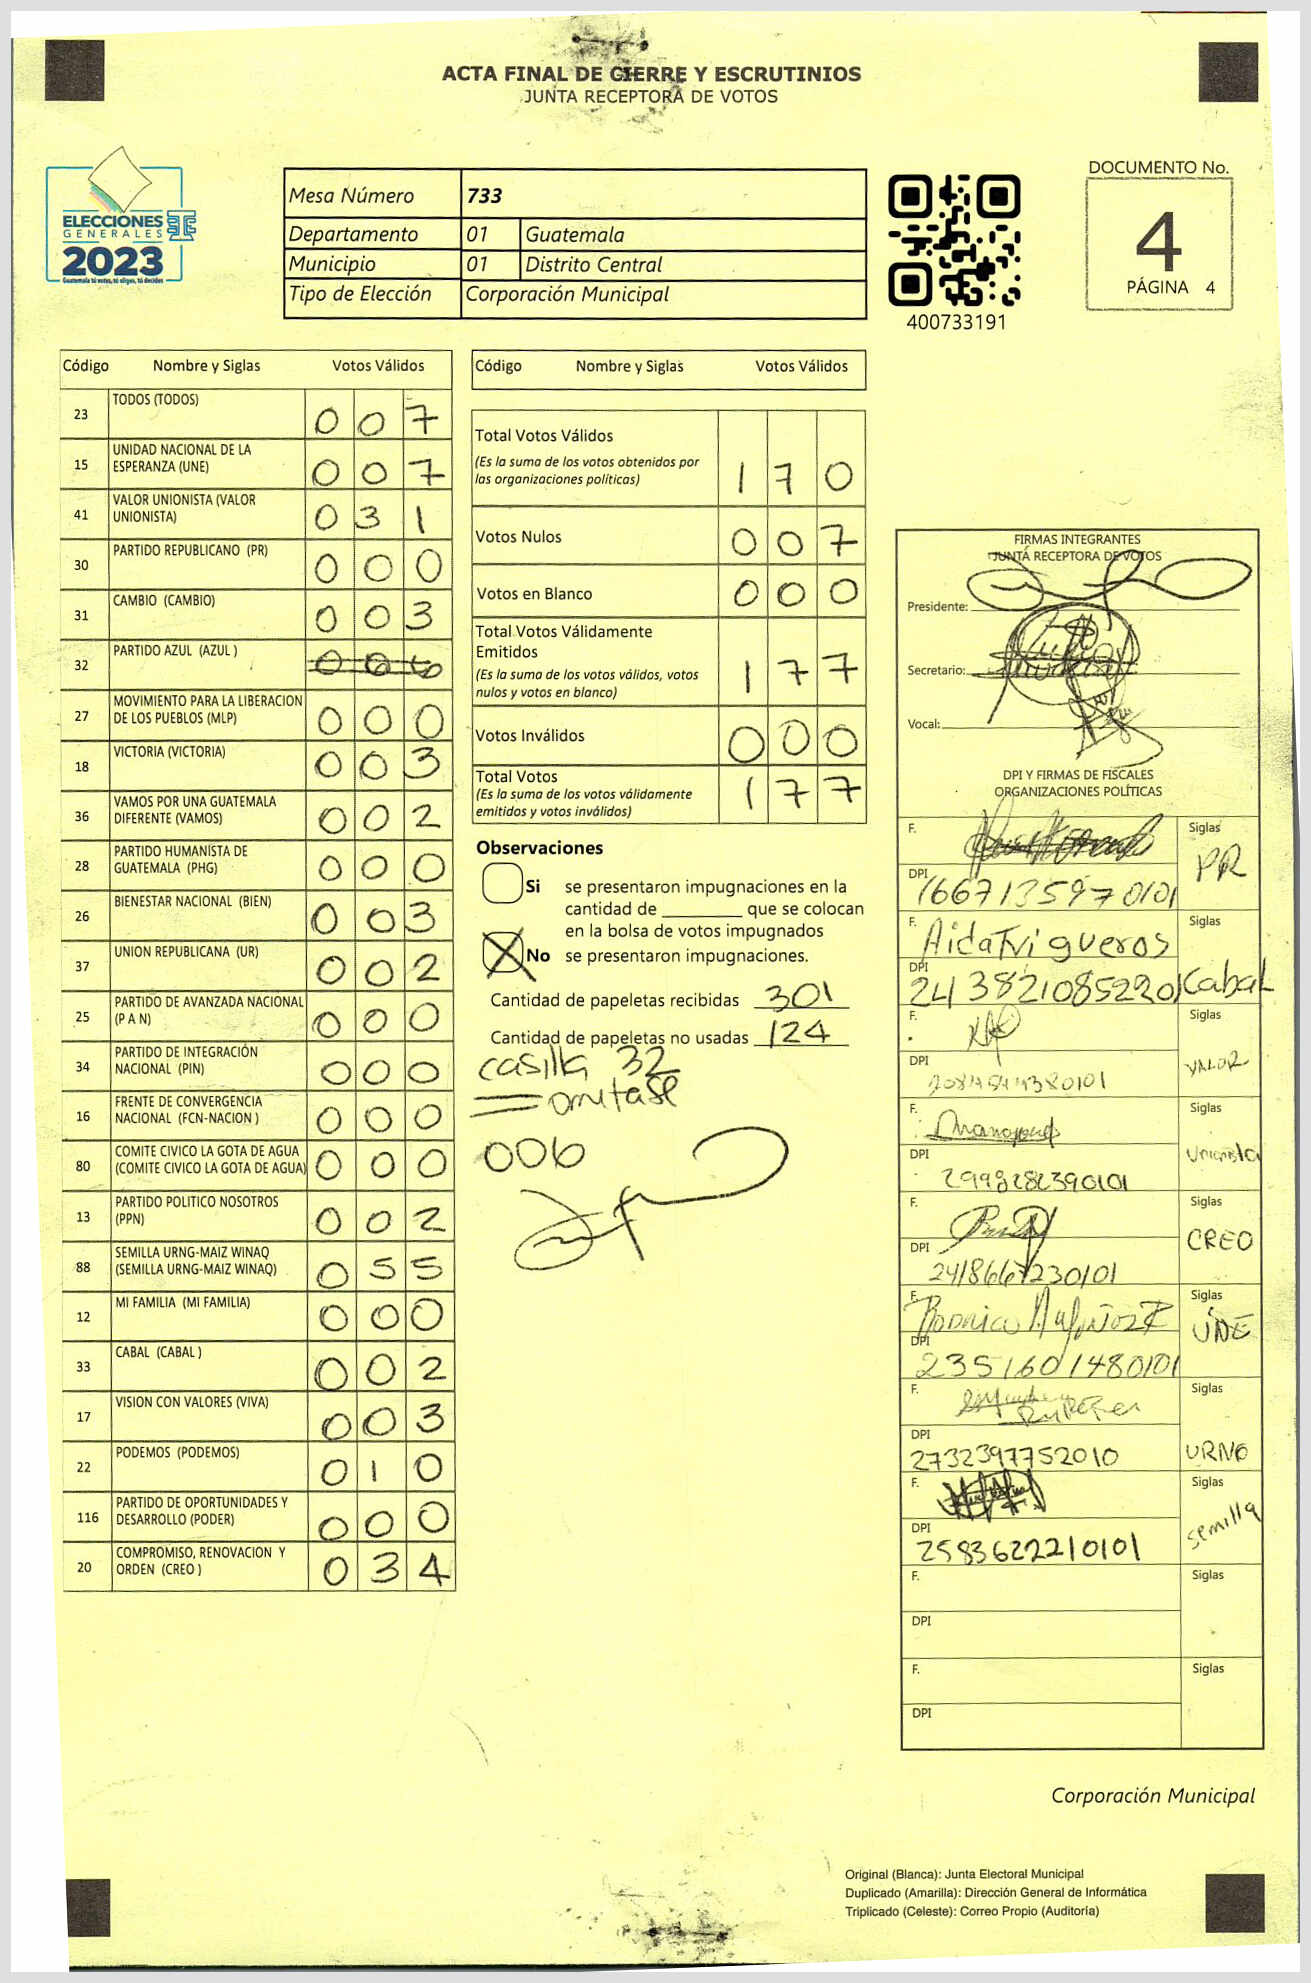 ACTA FINAL DE CIERRE Y ESCRUTINIOS
JUNTA RECEPTORA DE VOTOS
ELECCIONES
GENERALES
2023
Guatemala tú votas, tú eliges, tú decides
Mesa Número 733
Departamento 01 Guatemala
Municipio 01 Distrito Central
Tipo de Elección Corporación Municipal
400733191
DOCUMENTO No.
4
PÁGINA 4
Código Nombre y Siglas Votos Válidos
23 TODOS (TODOS) 0 0 7
15 UNIDAD NACIONAL DE LA ESPERANZA (UNE) 0 0 7
41 VALOR UNIONISTA (VALOR UNIONISTA) 0 3 1
30 PARTIDO REPUBLICANO (PR) 0 0 0
31 CAMBIO (CAMBIO) 0 0 3
32 PARTIDO AZUL (AZUL ) 0 0 6
27 MOVIMIENTO PARA LA LIBERACION DE LOS PUEBLOS (MLP) 0 0 0
18 VICTORIA (VICTORIA) 0 0 3
36 VAMOS POR UNA GUATEMALA DIFERENTE (VAMOS) 0 0 2
28 PARTIDO HUMANISTA DE GUATEMALA (PHG) 0 0 0
26 BIENESTAR NACIONAL (BIEN) 0 0 3
37 UNION REPUBLICANA (UR) 0 0 2
25 PARTIDO DE AVANZADA NACIONAL (P A N) 0 0 0
34 PARTIDO DE INTEGRACIÓN NACIONAL (PIN) 0 0 0
16 FRENTE DE CONVERGENCIA NACIONAL (FCN-NACION ) 0 0 0
80 COMITE CIVICO LA GOTA DE AGUA (COMITE CIVICO LA GOTA DE AGUA) 0 0 0
13 PARTIDO POLITICO NOSOTROS (PPN) 0 0 2
88 SEMILLA URNG-MAIZ WINAQ (SEMILLA URNG-MAIZ WINAQ) 0 5 5
12 MI FAMILIA (MI FAMILIA) 0 0 0
33 CABAL (CABAL ) 0 0 2
17 VISION CON VALORES (VIVA) 0 0 3
22 PODEMOS (PODEMOS) 0 1 0
116 PARTIDO DE OPORTUNIDADES Y DESARROLLO (PODER) 0 0 0
20 COMPROMISO, RENOVACION Y ORDEN (CREO ) 0 3 4
Código Nombre y Siglas Votos Válidos
Total Votos Válidos 1 7 0
(Es la suma de los votos obtenidos por
las organizaciones políticas)
Votos Nulos 0 0 7
Votos en Blanco 0 0 0
Total Votos Válidamente
Emitidos 1 7 7
(Es la suma de los votos válidos, votos
nulos y votos en blanco)
Votos Inválidos 0 0 0
Total Votos 1 7 7
(Es la suma de los votos válidamente
emitidos y votos inválidos)
Observaciones
Si se presentaron impugnaciones en la
cantidad de ________ que se colocan
en la bolsa de votos impugnados
No se presentaron impugnaciones.
Cantidad de papeletas recibidas 301
Cantidad de papeletas no usadas 124
casilla 32
omitase
006
FIRMAS INTEGRANTES
JUNTA RECEPTORA DE VOTOS
Presidente:
Secretario:
Vocal:
DPI Y FIRMAS DE FISCALES
ORGANIZACIONES POLÍTICAS
F. Siglas
PR
DPI
1667135970101
F. Aida Trigueros Siglas
Cabal
DPI
2438210852201
F. Siglas
VALOR
DPI
F. Siglas
Unionista
DPI
2998282390101
F. Siglas
CREO
DPI
2418667230101
F. Siglas
UNE
DPI
2351601480101
F. Siglas
URNG
DPI
2732397752010
F. Siglas
semilla
DPI
2583622210101
F. Siglas
DPI
F. Siglas
DPI
Corporación Municipal
Original (Blanca): Junta Electoral Municipal
Duplicado (Amarilla): Dirección General de Informática
Triplicado (Celeste): Correo Propio (Auditoría)